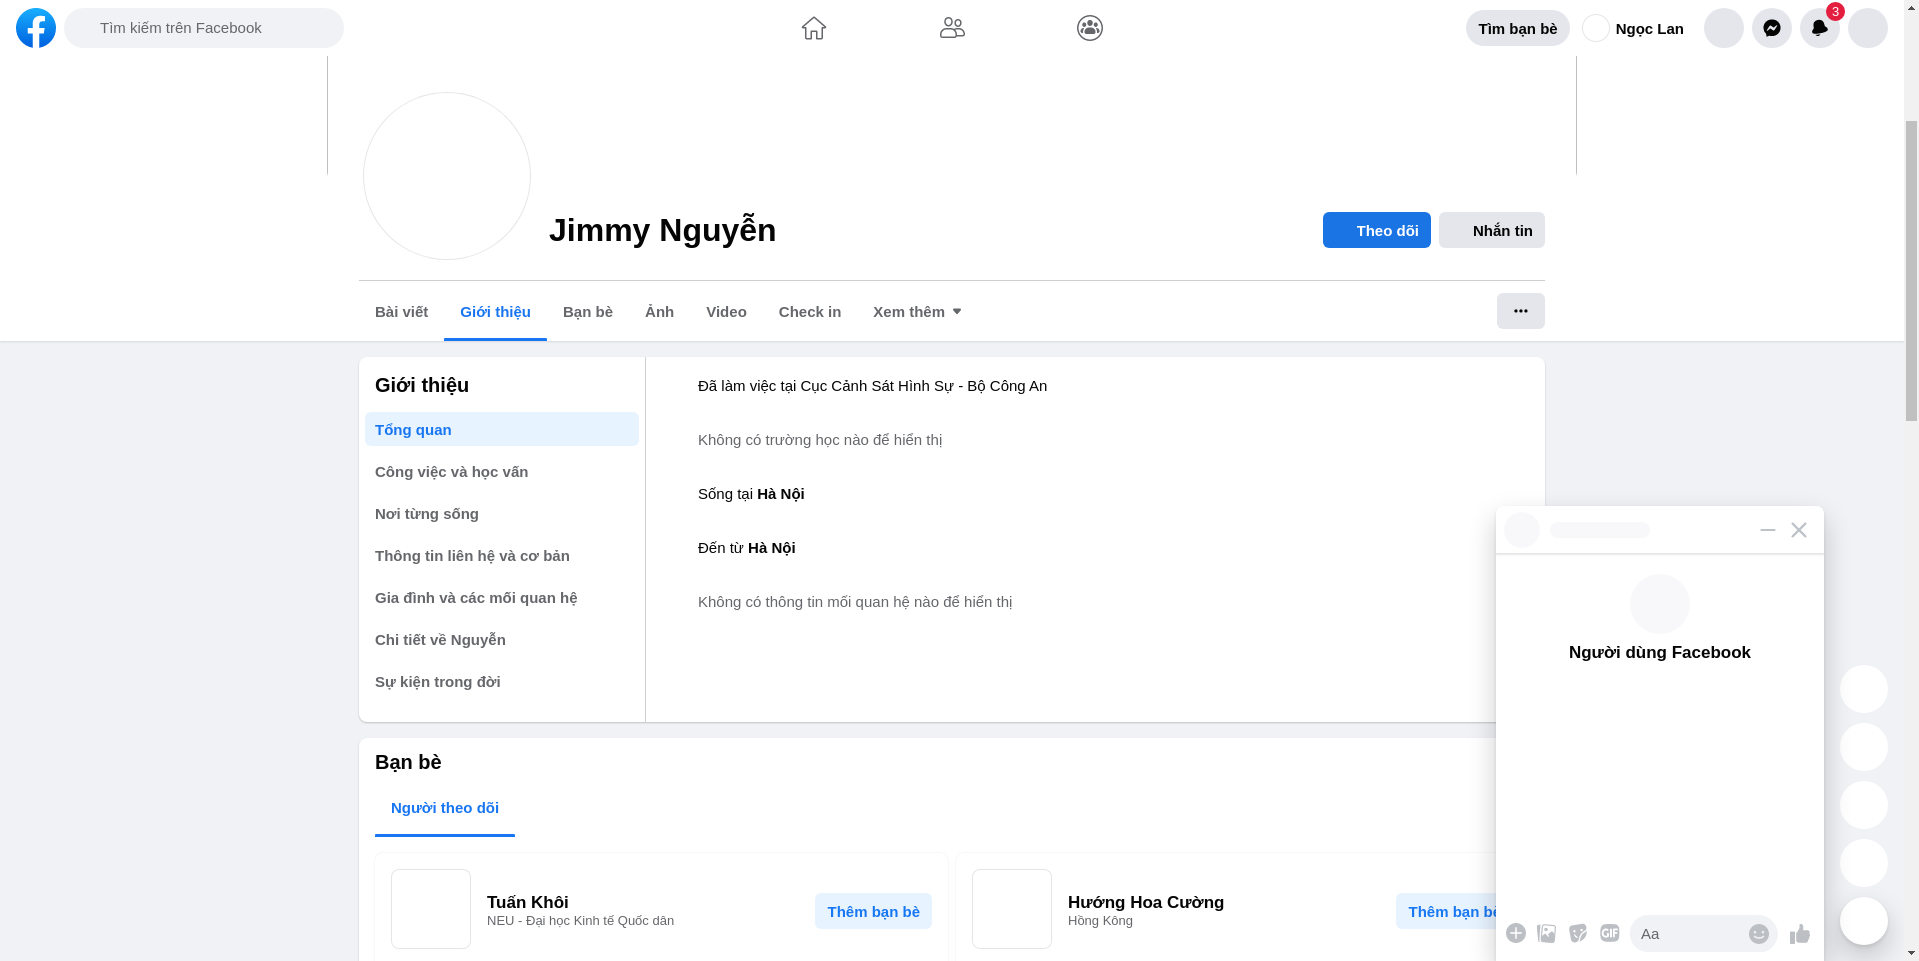 Tìm kiếm trên Facebook
Tìm bạn bè
Ngọc Lan
3
Jimmy Nguyễn
Theo dõi
Nhắn tin
Bài viết
Giới thiệu
Bạn bè
Ảnh
Video
Check in
Xem thêm
Giới thiệu
Tổng quan
Công việc và học vấn
Nơi từng sống
Thông tin liên hệ và cơ bản
Gia đình và các mối quan hệ
Chi tiết về Nguyễn
Sự kiện trong đời
Đã làm việc tại Cục Cảnh Sát Hình Sự - Bộ Công An
Không có trường học nào để hiển thị
Sống tại Hà Nội
Đến từ Hà Nội
Không có thông tin mối quan hệ nào để hiển thị
Bạn bè
Người theo dõi
Tuấn Khôi
NEU - Đại học Kinh tế Quốc dân
Thêm bạn bè
Hướng Hoa Cường
Hồng Kông
Thêm bạn bè
Người dùng Facebook
GIF
Aa